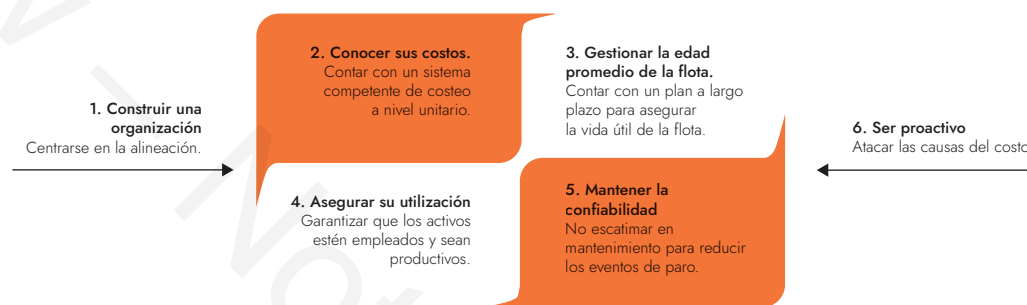 1. Construir una
organización
Centrarse en la alineación.
2. Conocer sus costos.
Contar con un sistema
competente de costeo
a nivel unitario.
3. Gestionar la edad
promedio de la flota.
Contar con un plan a largo
plazo para asegurar
la vida útil de la flota.
4. Asegurar su utilización
Garantizar que los activos
estén empleados y sean
productivos.
5. Mantener la
confiabilidad
No escatimar en
mantenimiento para reducir
los eventos de paro.
6. Ser proactivo
Atacar las causas del costo